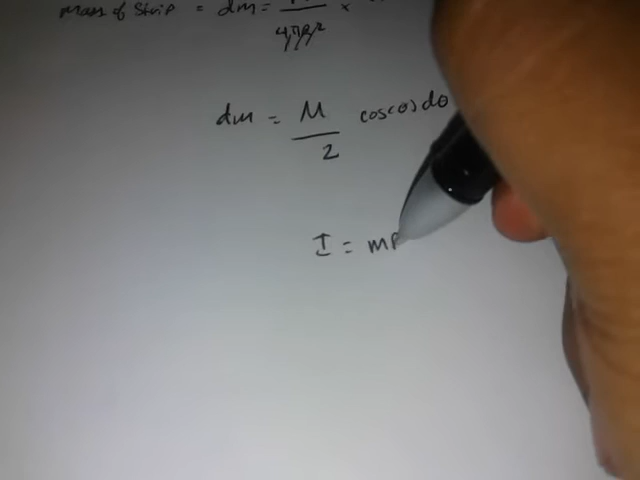 Mass of Strip = dm = / 4πR² ×
dm = M / 2 cos(θ) dθ
I = mR